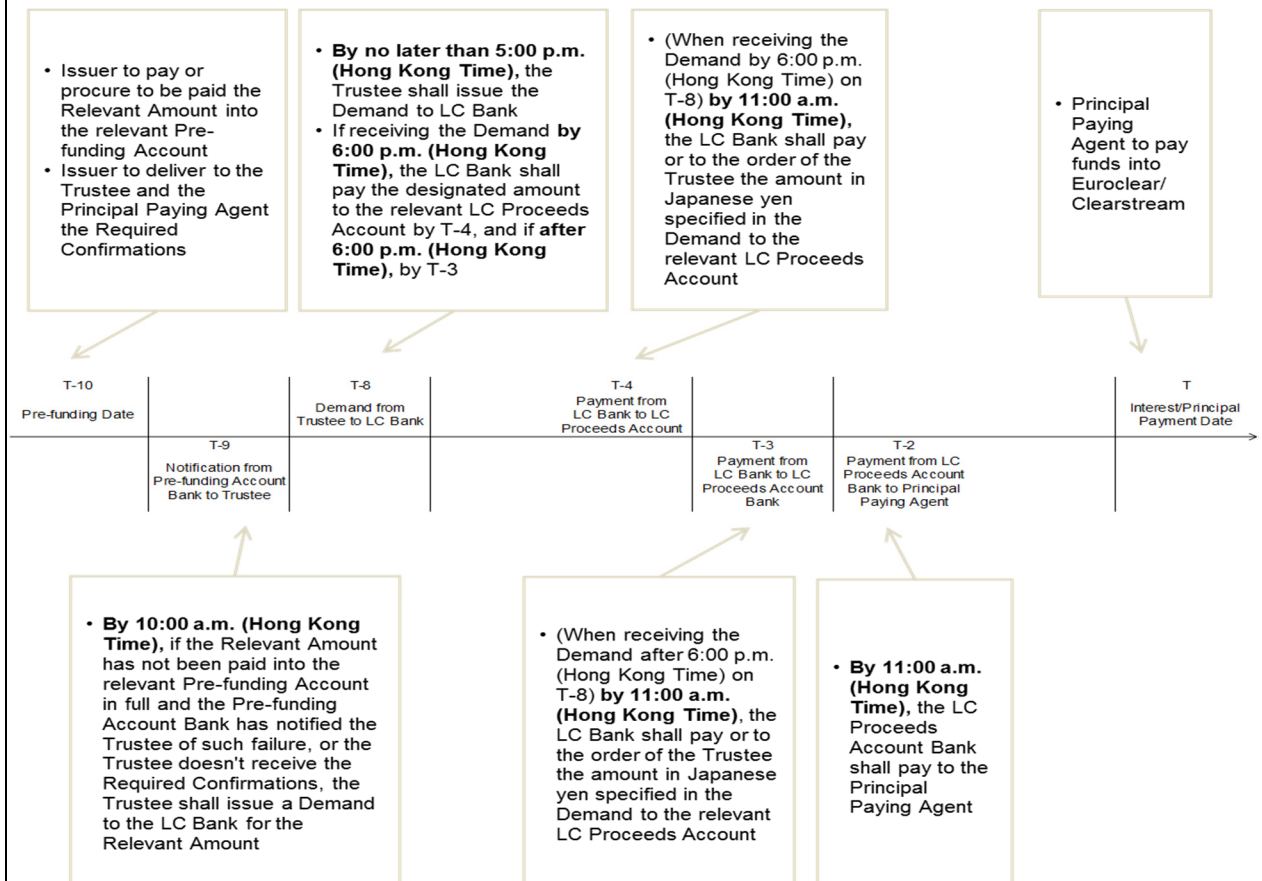 • Issuer to pay or
procure to be paid the
Relevant Amount into
the relevant Pre-
funding Account
• Issuer to deliver to the
Trustee and the
Principal Paying Agent
the Required
Confirmations
• By no later than 5:00 p.m.
(Hong Kong Time), the
Trustee shall issue the
Demand to LC Bank
• If receiving the Demand by
6:00 p.m. (Hong Kong
Time), the LC Bank shall
pay the designated amount
to the relevant LC Proceeds
Account by T-4, and if after
6:00 p.m. (Hong Kong
Time), by T-3
• (When receiving the
Demand by 6:00 p.m.
(Hong Kong Time) on
T-8) by 11:00 a.m.
(Hong Kong Time),
the LC Bank shall pay
or to the order of the
Trustee the amount in
Japanese yen
specified in the
Demand to the
relevant LC Proceeds
Account
• Principal
Paying
Agent to pay
funds into
Euroclear/
Clearstream
T-10
Pre-funding Date
T-9
Notification from
Pre-funding Account
Bank to Trustee
T-8
Demand from
Trustee to LC Bank
T-4
Payment from
LC Bank to LC
Proceeds Account
T-3
Payment from
LC Bank to LC
Proceeds Account
Bank
T-2
Payment from LC
Proceeds Account
Bank to Principal
Paying Agent
T
Interest/Principal
Payment Date
• By 10:00 a.m. (Hong Kong
Time), if the Relevant Amount
has not been paid into the
relevant Pre-funding Account
in full and the Pre-funding
Account Bank has notified the
Trustee of such failure, or the
Trustee doesn't receive the
Required Confirmations, the
Trustee shall issue a Demand
to the LC Bank for the
Relevant Amount
• (When receiving the
Demand after 6:00 p.m.
(Hong Kong Time) on
T-8) by 11:00 a.m.
(Hong Kong Time), the
LC Bank shall pay or to
the order of the Trustee
the amount in Japanese
yen specified in the
Demand to the relevant
LC Proceeds Account
• By 11:00 a.m.
(Hong Kong
Time), the LC
Proceeds
Account Bank
shall pay to the
Principal
Paying Agent